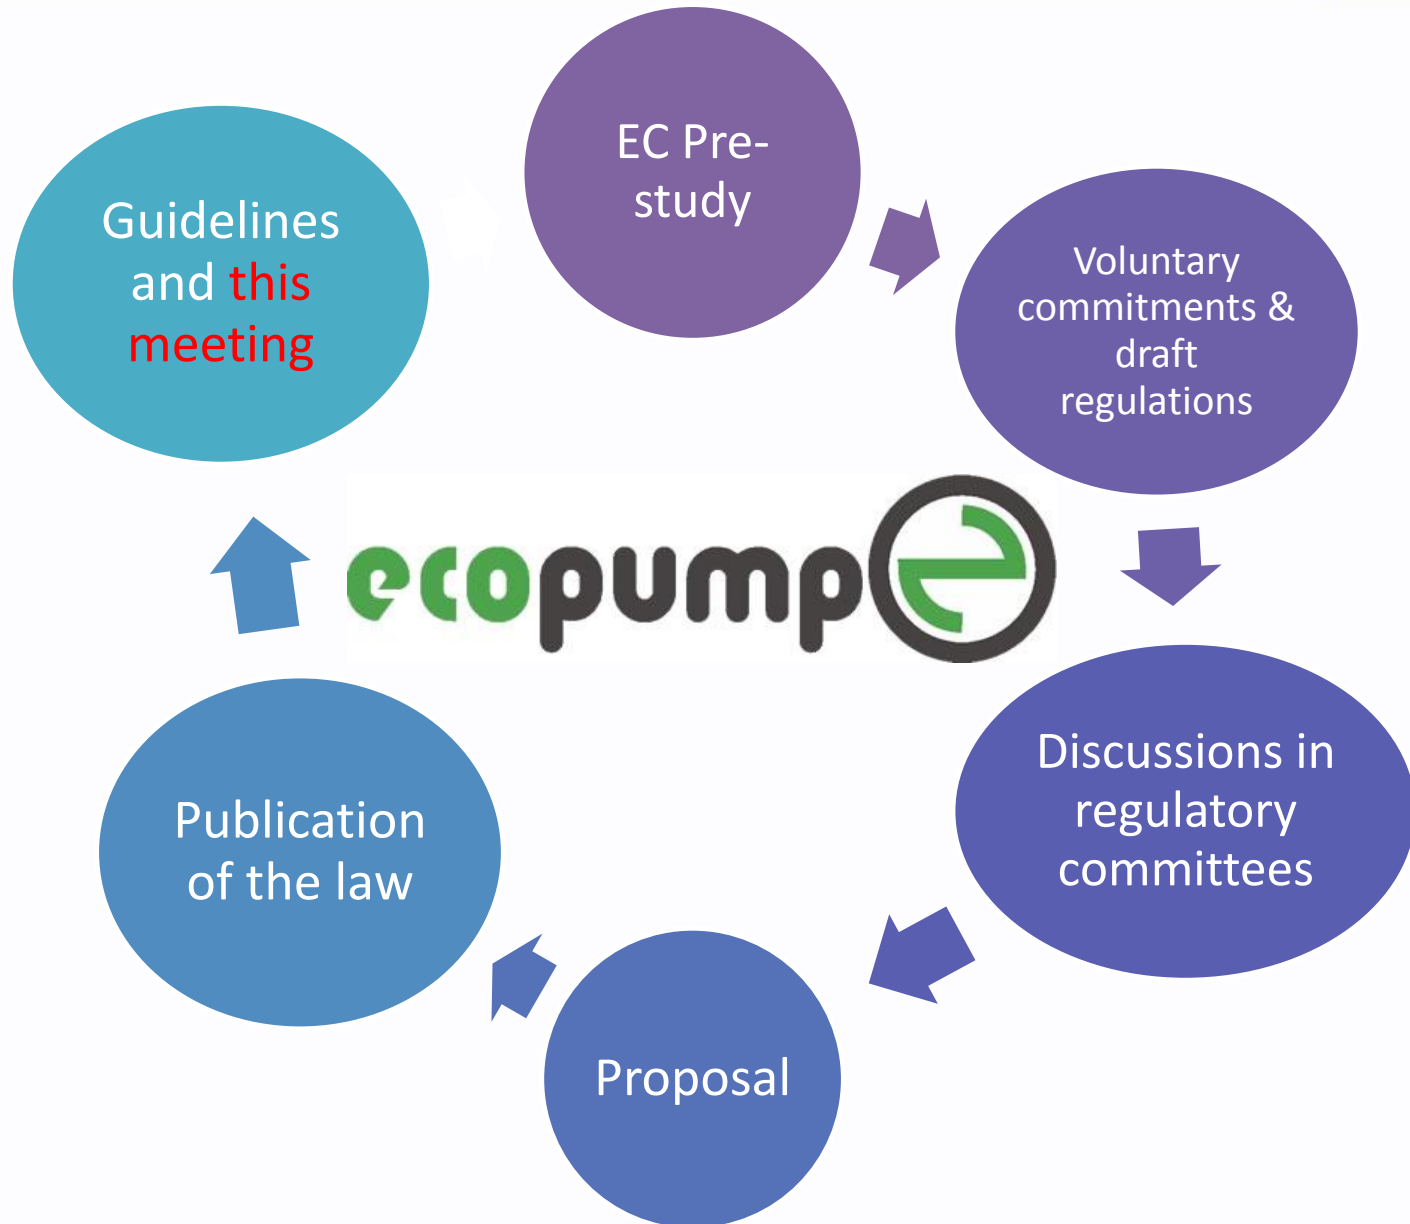 EC Pre-
study
Voluntary
commitments &
draft
regulations
Discussions in
regulatory
committees
Proposal
Publication
of the law
Guidelines
and this
meeting
ecopump